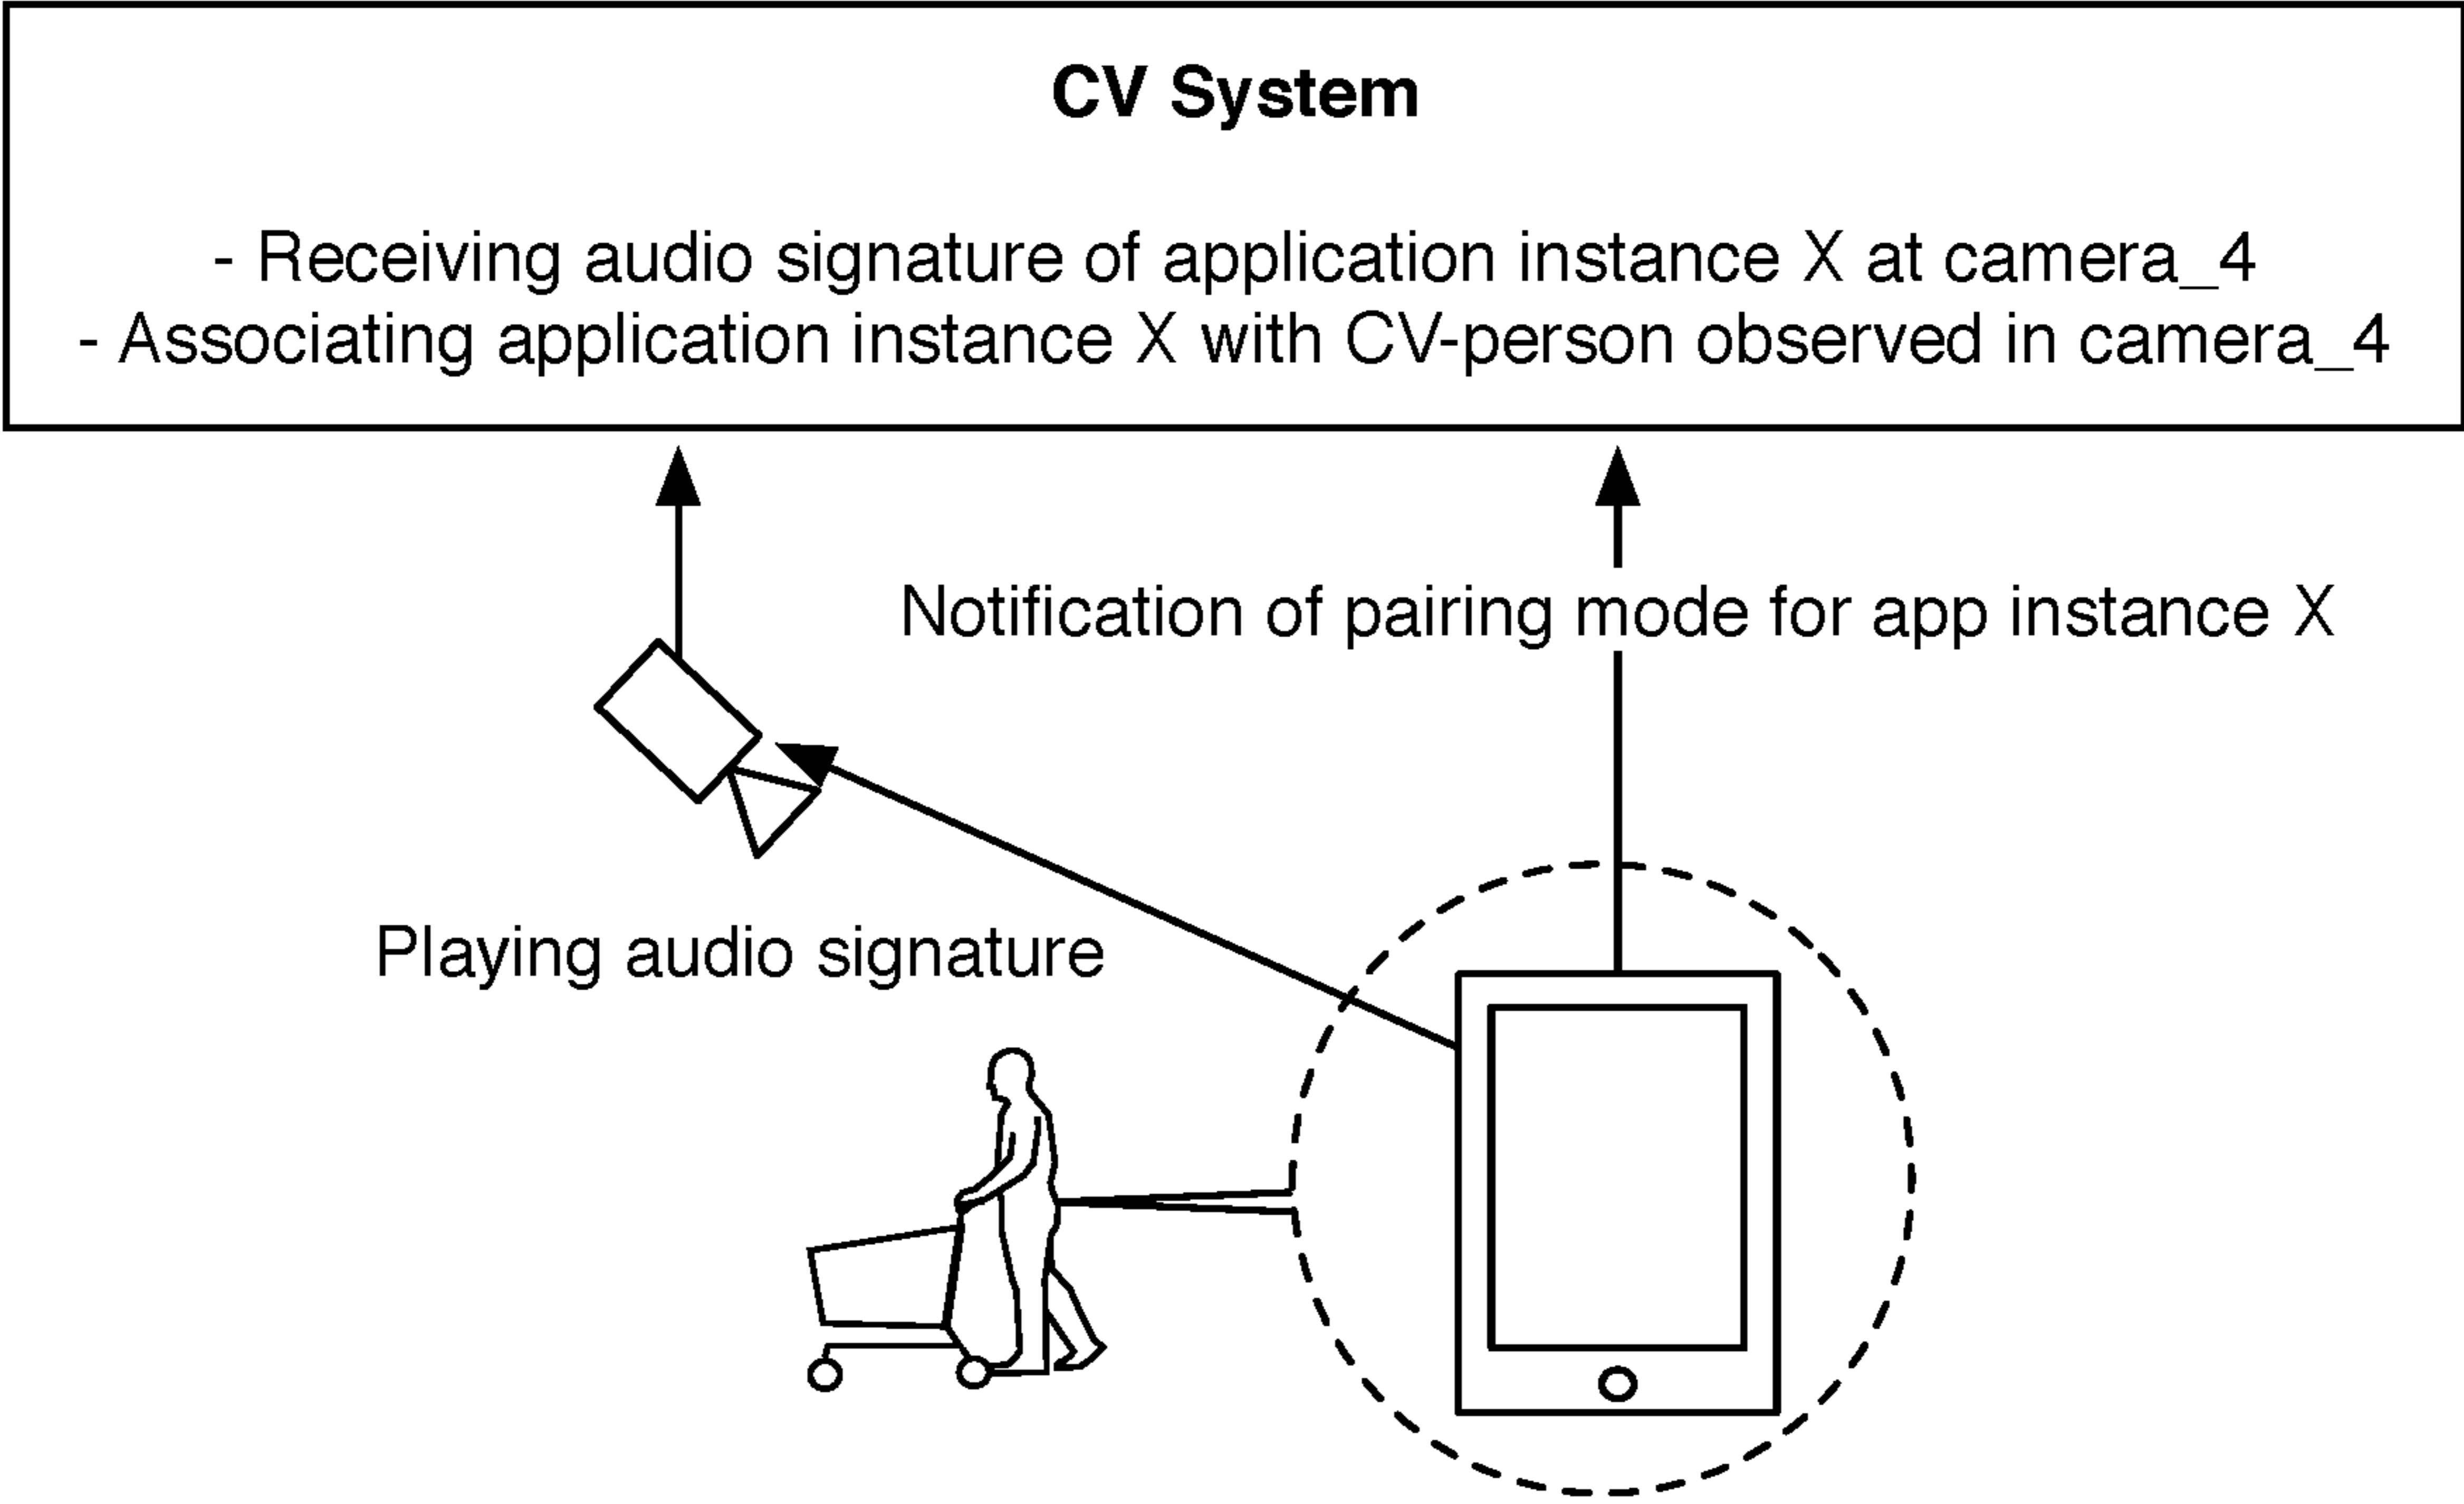 CV System
- Receiving audio signature of application instance X at camera_4
- Associating application instance X with CV-person observed in camera_4
Notification of pairing mode for app instance X
Playing audio signature